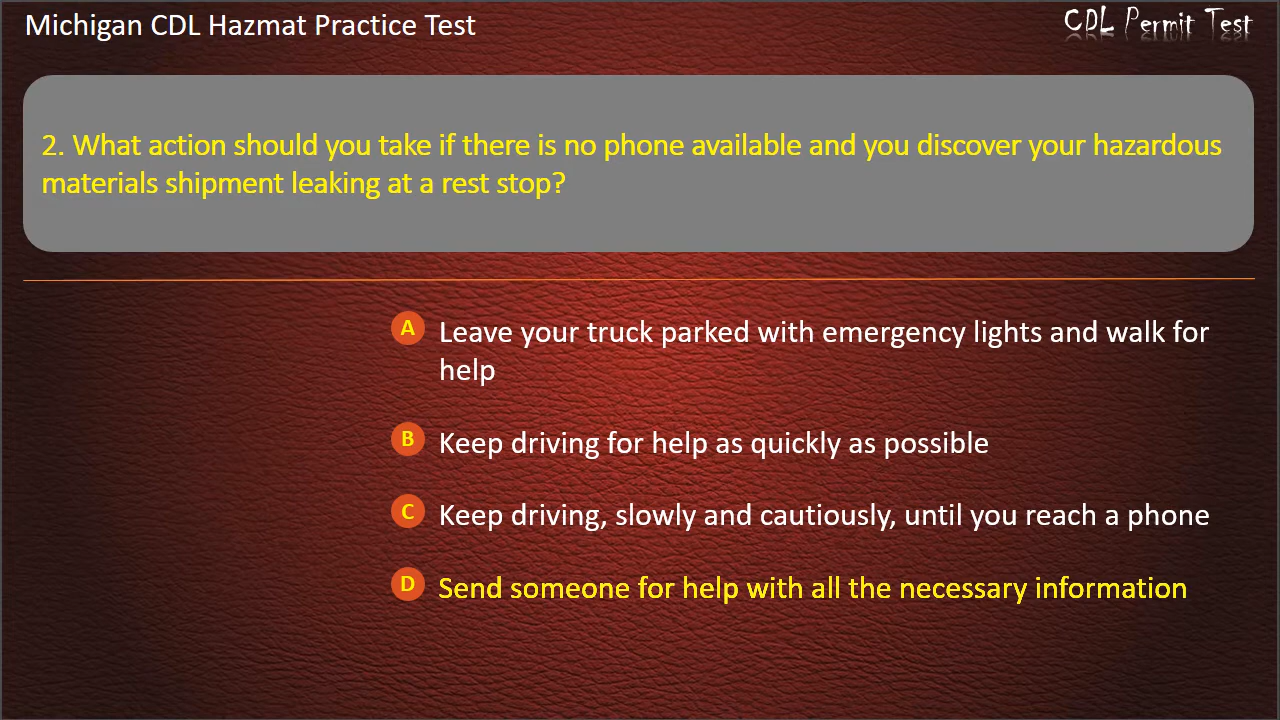 Michigan CDL Hazmat Practice Test
CDL Permit Test
2. What action should you take if there is no phone available and you discover your hazardous
materials shipment leaking at a rest stop?
A Leave your truck parked with emergency lights and walk for
help
B Keep driving for help as quickly as possible
C Keep driving, slowly and cautiously, until you reach a phone
D Send someone for help with all the necessary information